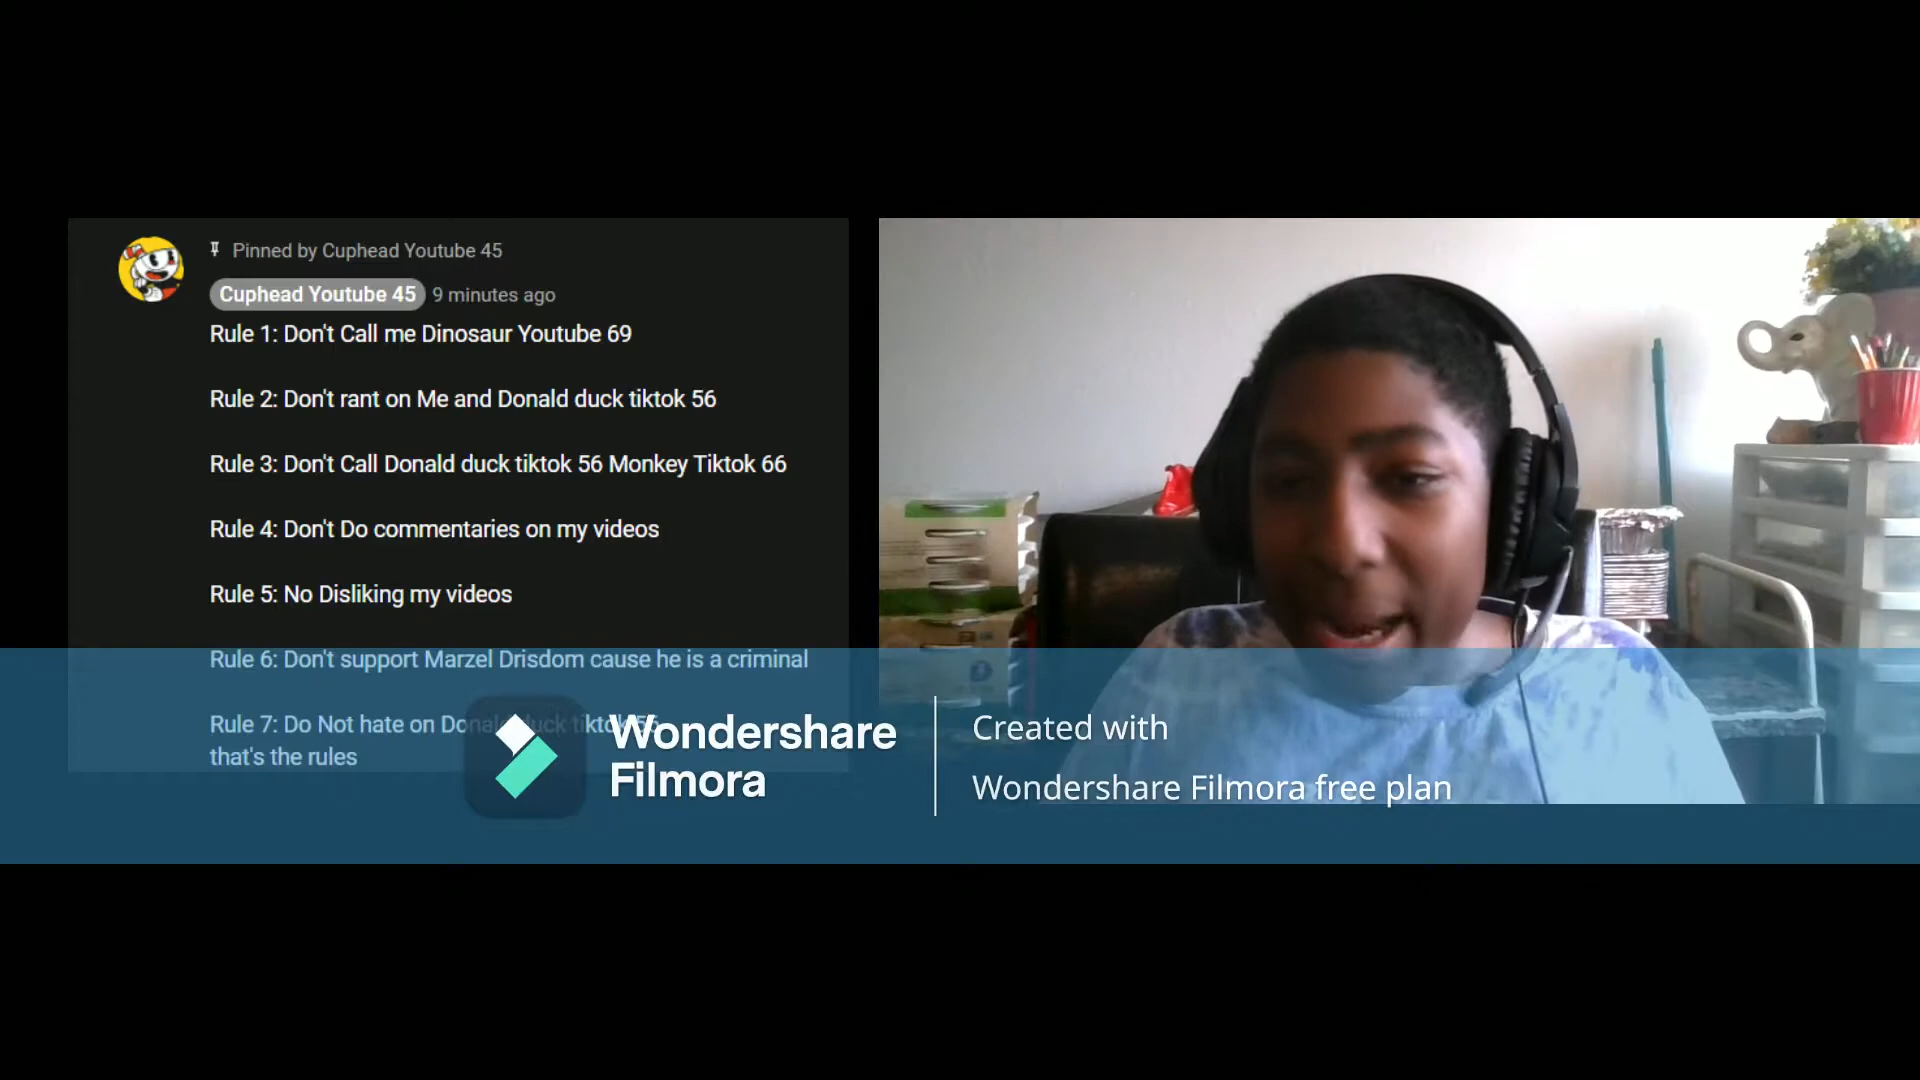 Pinned by Cuphead Youtube 45
Cuphead Youtube 45 9 minutes ago
Rule 1: Don't Call me Dinosaur Youtube 69
Rule 2: Don't rant on Me and Donald duck tiktok 56
Rule 3: Don't Call Donald duck tiktok 56 Monkey Tiktok 66
Rule 4: Don't Do commentaries on my videos
Rule 5: No Disliking my videos
Rule 6: Don't support Marzel Drisdom cause he is a criminal
Rule 7: Do Not hate on Donald duck tiktok 56
that's the rules
Wondershare
Filmora
Created with
Wondershare Filmora free plan